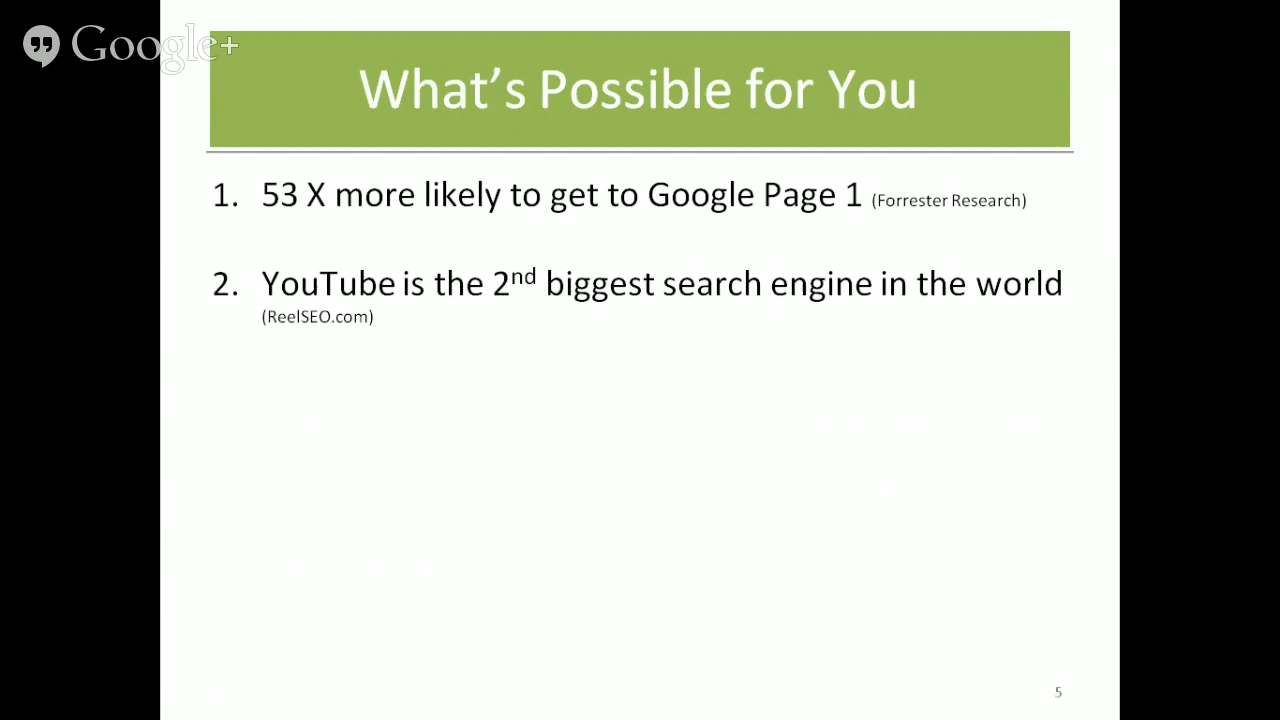 Google+
What's Possible for You
1. 53 X more likely to get to Google Page 1 (Forrester Research)
2. YouTube is the 2nd biggest search engine in the world
(ReelSEO.com)
5